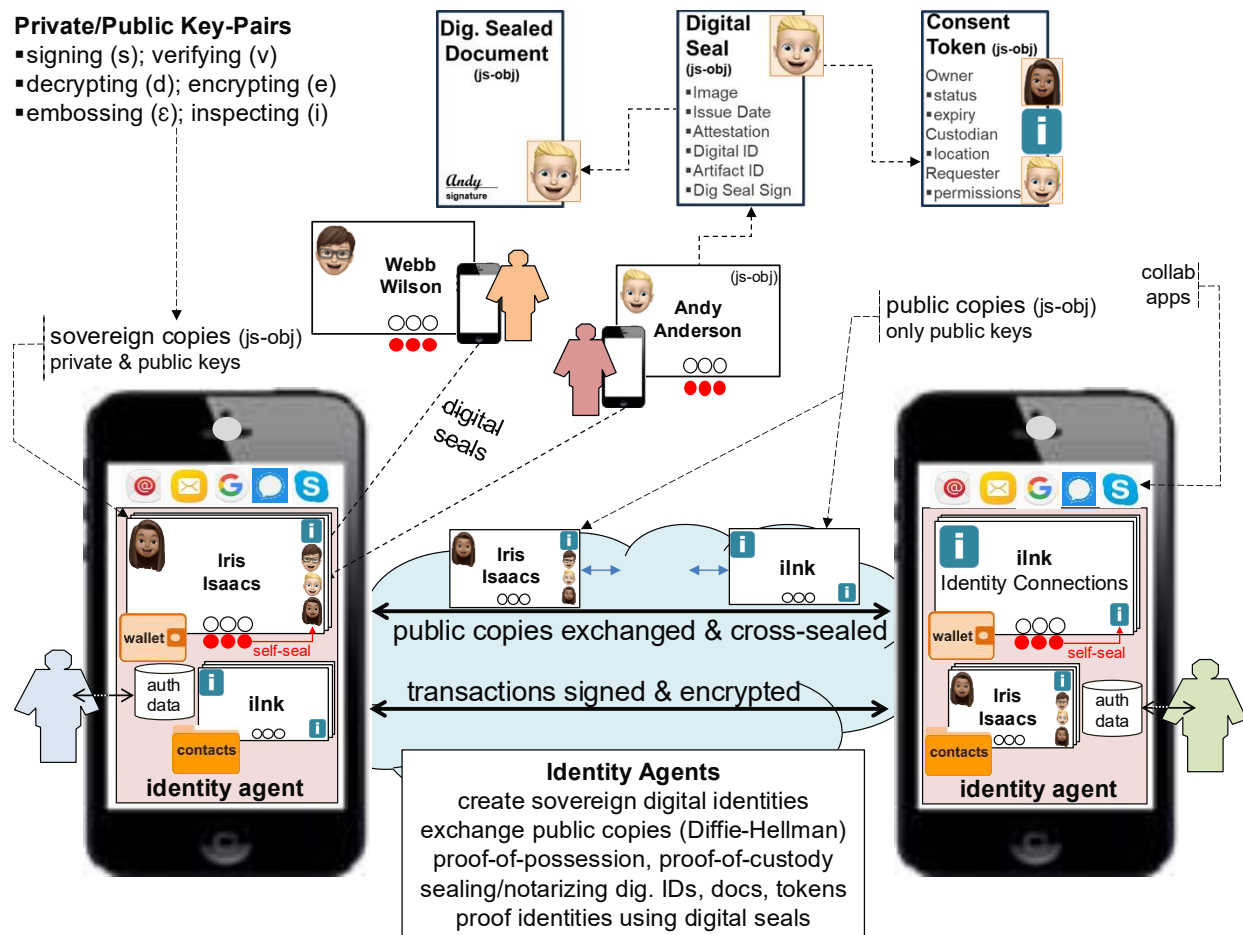 Private/Public Key-Pairs
▪signing (s); verifying (v)
▪decrypting (d); encrypting (e)
▪embossing (ε); inspecting (i)
Dig. Sealed
Document
(js-obj)
Andy
signature
Digital
Seal
(js-obj)
▪Image
▪Issue Date
▪Attestation
▪Digital ID
▪Artifact ID
▪Dig Seal Sign
Consent
Token (js-obj)
Owner
▪status
▪expiry
Custodian
▪location
Requester
▪permissions
i
Webb
Wilson
(js-obj)
Andy
Anderson
collab
apps
public copies (js-obj)
only public keys
sovereign copies (js-obj)
private & public keys
digital
seals
@
G
S
Iris
Isaacs
i
wallet
self-seal
auth
data
i
iInk
i
contacts
identity agent
Iris
Isaacs
i
i
iInk
i
public copies exchanged & cross-sealed
transactions signed & encrypted
Identity Agents
create sovereign digital identities
exchange public copies (Diffie-Hellman)
proof-of-possession, proof-of-custody
sealing/notarizing dig. IDs, docs, tokens
proof identities using digital seals
@
G
S
i
iInk
Identity Connections
i
wallet
self-seal
Iris
Isaacs
i
auth
data
contacts
identity agent